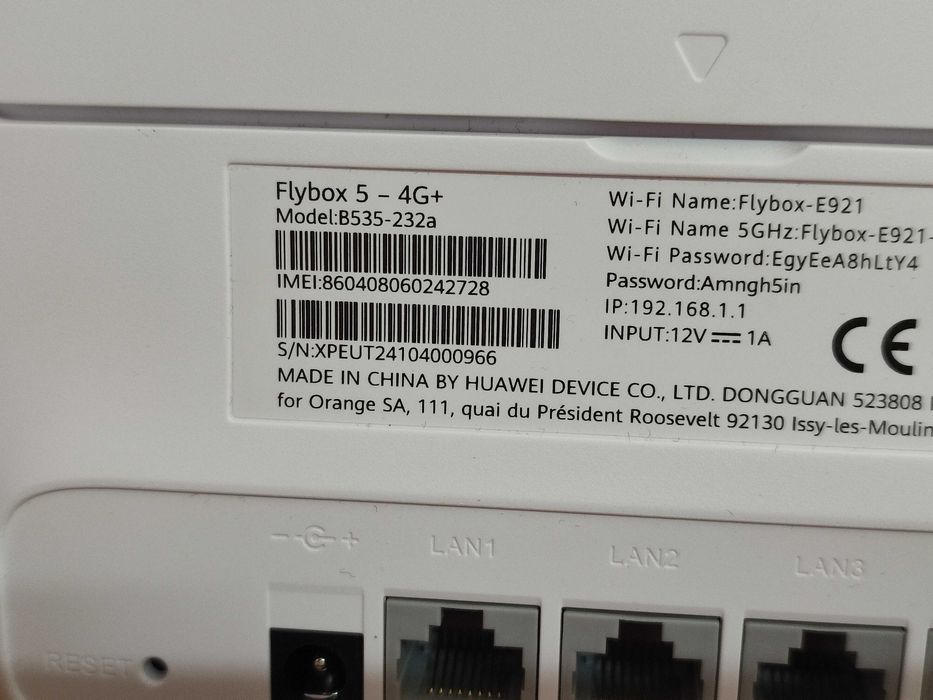 Flybox 5 – 4G+
Model:B535-232a
IMEI:860408060242728
S/N:XPEUT24104000966
Wi-Fi Name:Flybox-E921
Wi-Fi Name 5GHz:Flybox-E921-
Wi-Fi Password:EgyEeA8hLtY4
Password:Amngh5in
IP:192.168.1.1
INPUT:12V⎓1A
CE
MADE IN CHINA BY HUAWEI DEVICE CO., LTD. DONGGUAN 523808
for Orange SA, 111, quai du Président Roosevelt 92130 Issy-les-Moulin
LAN1
LAN2
LAN3
RESET